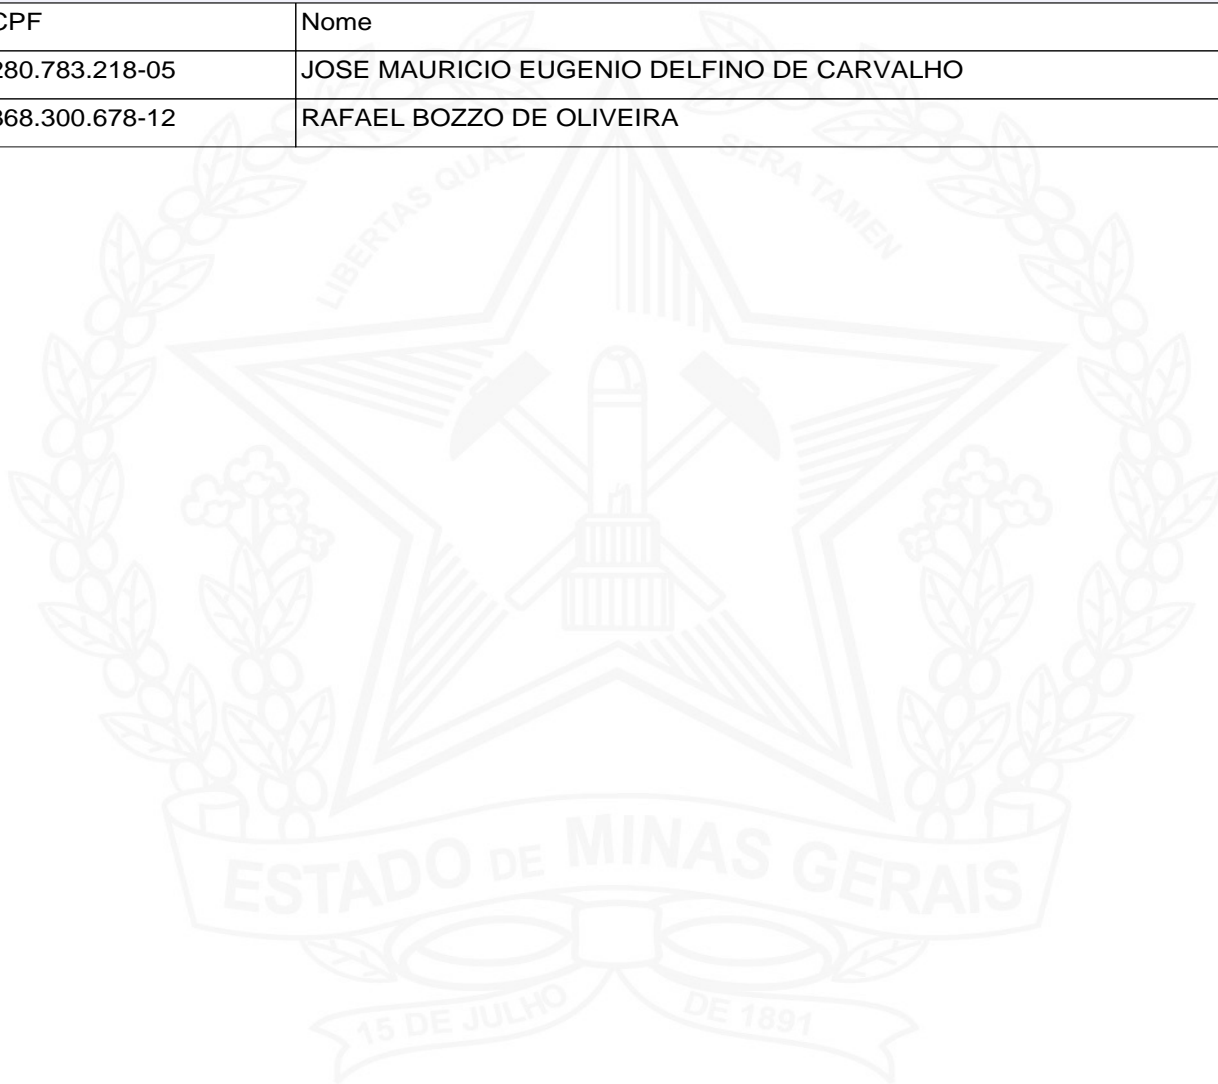 CPF Nome
280.783.218-05 JOSE MAURICIO EUGENIO DELFINO DE CARVALHO
868.300.678-12 RAFAEL BOZZO DE OLIVEIRA
LIBERTAS QUAE SERA TAMEN
ESTADO DE MINAS GERAIS
15 DE JULHO DE 1891